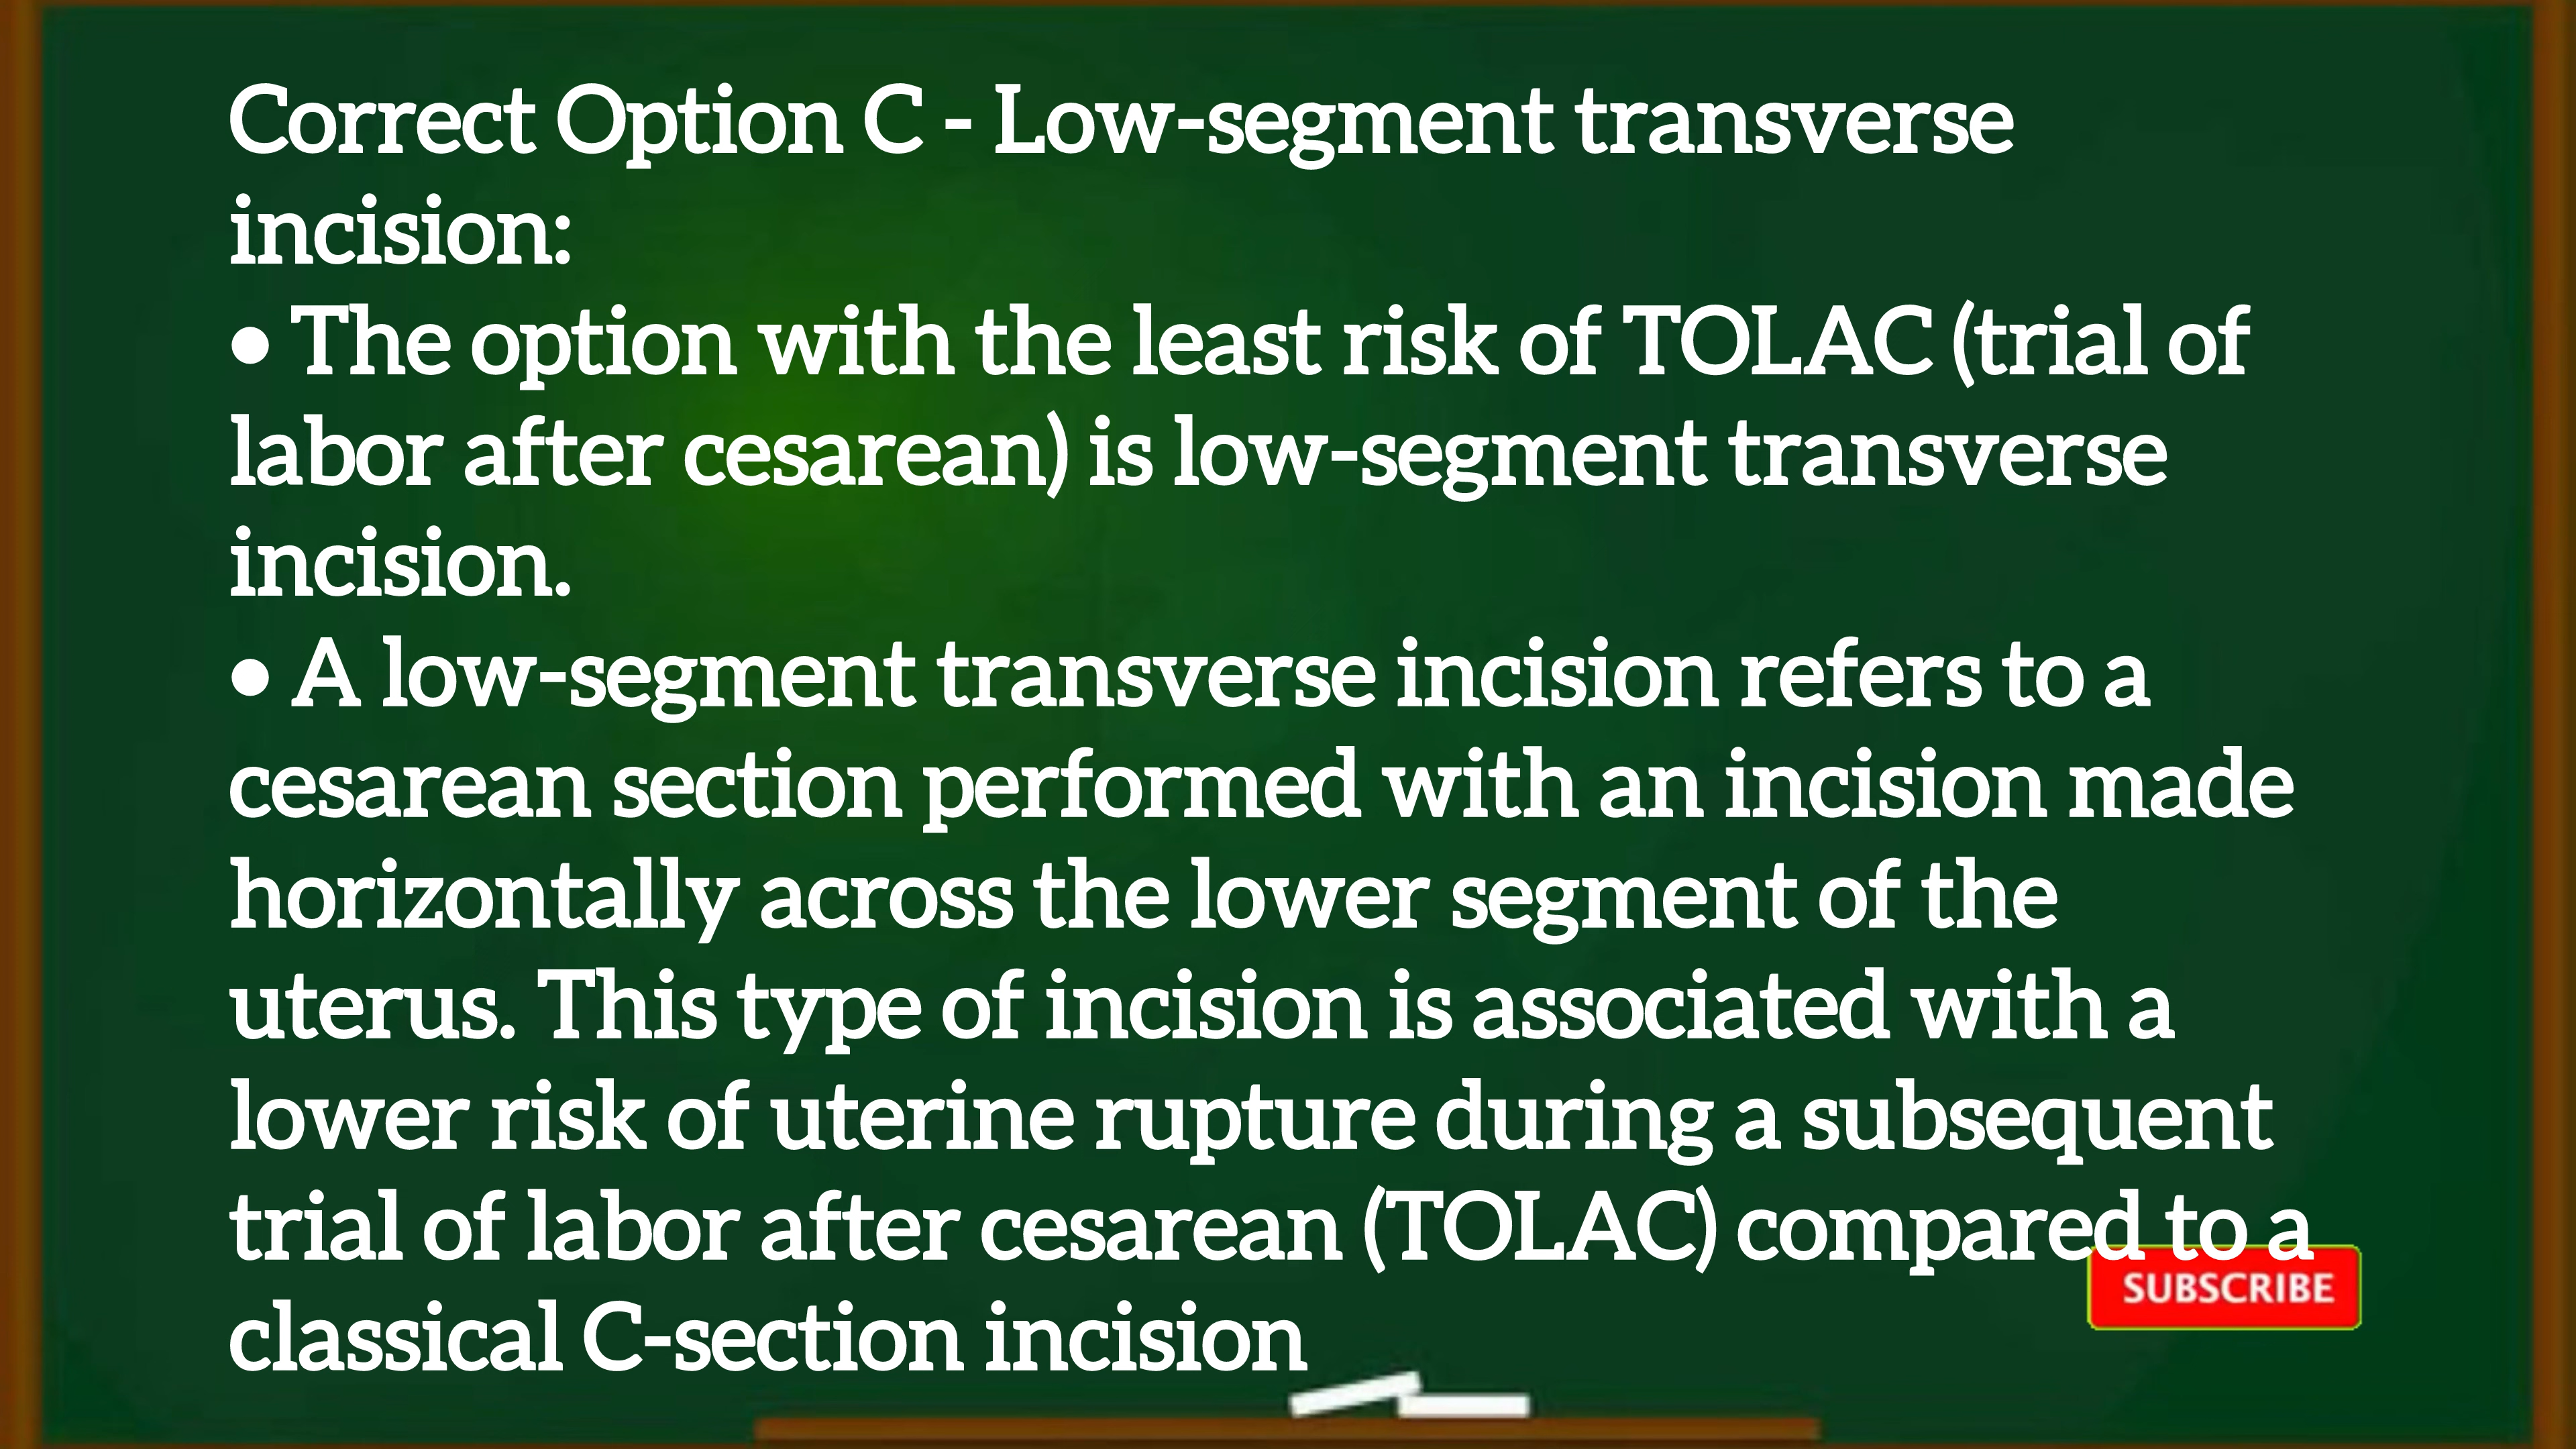 Correct Option C - Low-segment transverse
incision:
● The option with the least risk of TOLAC (trial of
labor after cesarean) is low-segment transverse
incision.
● A low-segment transverse incision refers to a
cesarean section performed with an incision made
horizontally across the lower segment of the
uterus. This type of incision is associated with a
lower risk of uterine rupture during a subsequent
trial of labor after cesarean (TOLAC) compared to a
classical C-section incision
SUBSCRIBE